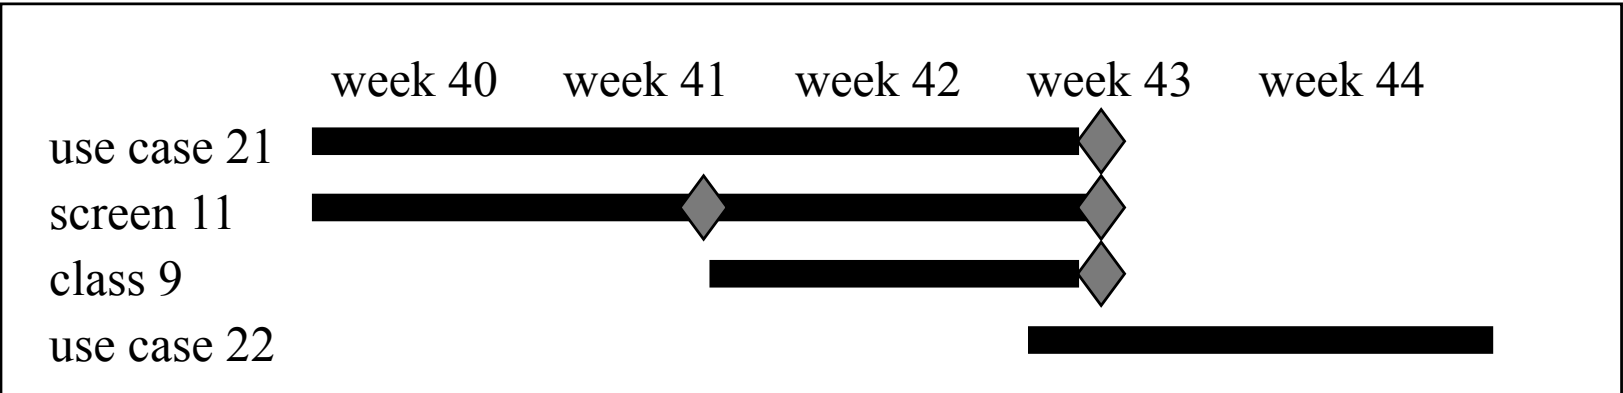 week 40 week 41 week 42 week 43 week 44
use case 21
screen 11
class 9
use case 22